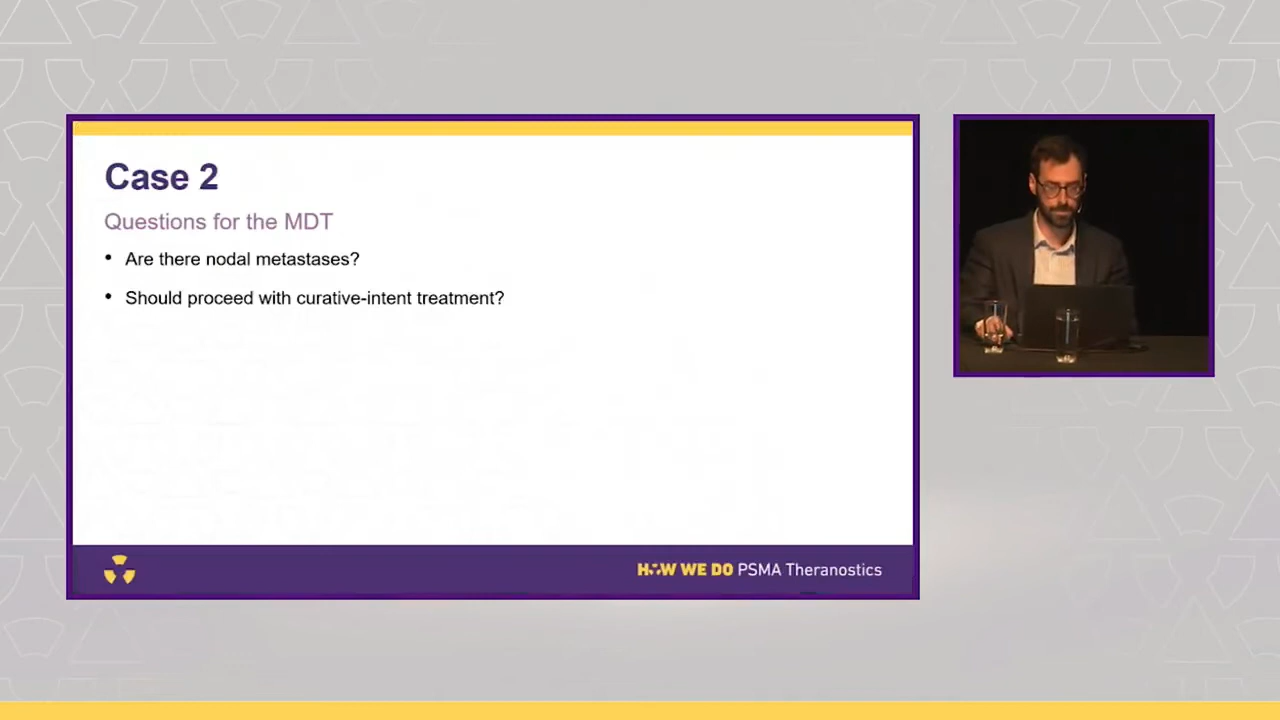 Case 2
Questions for the MDT
• Are there nodal metastases?
• Should proceed with curative-intent treatment?
HOW WE DO PSMA Theranostics